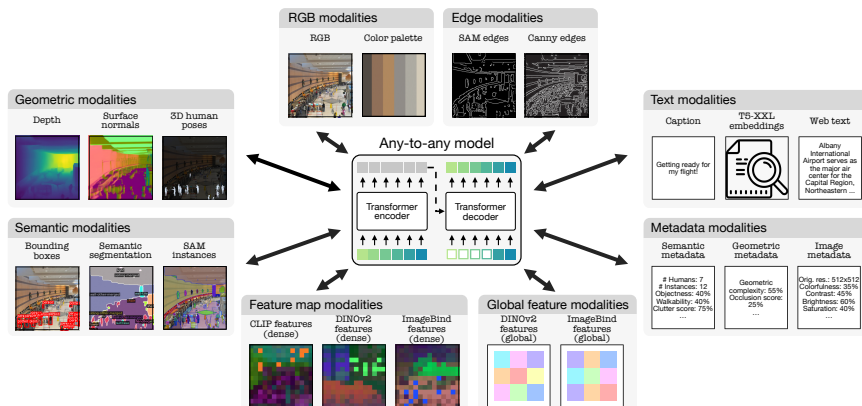 RGB modalities
RGB
Color palette
Edge modalities
SAM edges
Canny edges
Geometric modalities
Depth
Surface
normals
3D human
poses
Any-to-any model
Transformer
encoder
Transformer
decoder
Text modalities
Caption
Getting ready for
my flight!
T5-XXL
embeddings
Web text
Albany
International
Airport serves as
the major air
center for the
Capital Region,
Northeastern ...
Semantic modalities
Bounding
boxes
Semantic
segmentation
SAM
instances
Metadata modalities
Semantic
metadata
# Humans: 7
# Instances: 12
Objectness: 40%
Walkability: 40%
Clutter score: 75%
...
Geometric
metadata
Geometric
complexity: 55%
Occlusion score:
25%
...
Image
metadata
Orig. res.: 512x512
Colorfulness: 35%
Contrast: 45%
Brightness: 60%
Saturation: 40%
...
Feature map modalities
CLIP features
(dense)
DINOv2
features
(dense)
ImageBind
features
(dense)
Global feature modalities
DINOv2
features
(global)
ImageBind
features
(global)